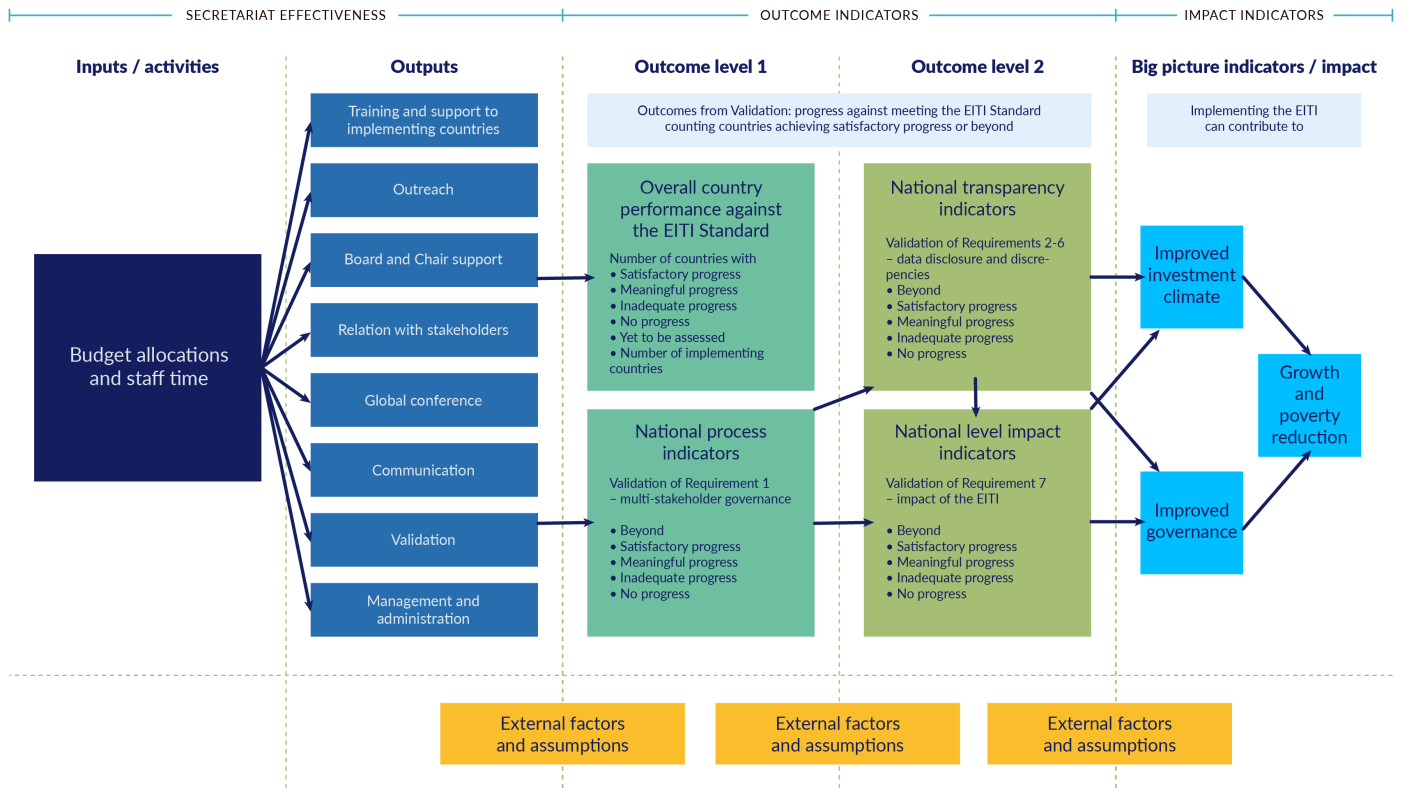 SECRETARIAT EFFECTIVENESS
OUTCOME INDICATORS
IMPACT INDICATORS
Inputs / activities
Outputs
Outcome level 1
Outcome level 2
Big picture indicators / impact
Budget allocations
and staff time
Training and support to
implementing countries
Outreach
Board and Chair support
Relation with stakeholders
Global conference
Communication
Validation
Management and
administration
Outcomes from Validation: progress against meeting the EITI Standard
counting countries achieving satisfactory progress or beyond
Overall country
performance against
the EITI Standard
Number of countries with
• Satisfactory progress
• Meaningful progress
• Inadequate progress
• No progress
• Yet to be assessed
• Number of implementing
countries
National process
indicators
Validation of Requirement 1
– multi-stakeholder governance
• Beyond
• Satisfactory progress
• Meaningful progress
• Inadequate progress
• No progress
National transparency
indicators
Validation of Requirements 2-6
– data disclosure and discre-
pencies
• Beyond
• Satisfactory progress
• Meaningful progress
• Inadequate progress
• No progress
National level impact
indicators
Validation of Requirement 7
– impact of the EITI
• Beyond
• Satisfactory progress
• Meaningful progress
• Inadequate progress
• No progress
Implementing the EITI
can contribute to
Improved
investment
climate
Growth
and
poverty
reduction
Improved
governance
External factors
and assumptions
External factors
and assumptions
External factors
and assumptions